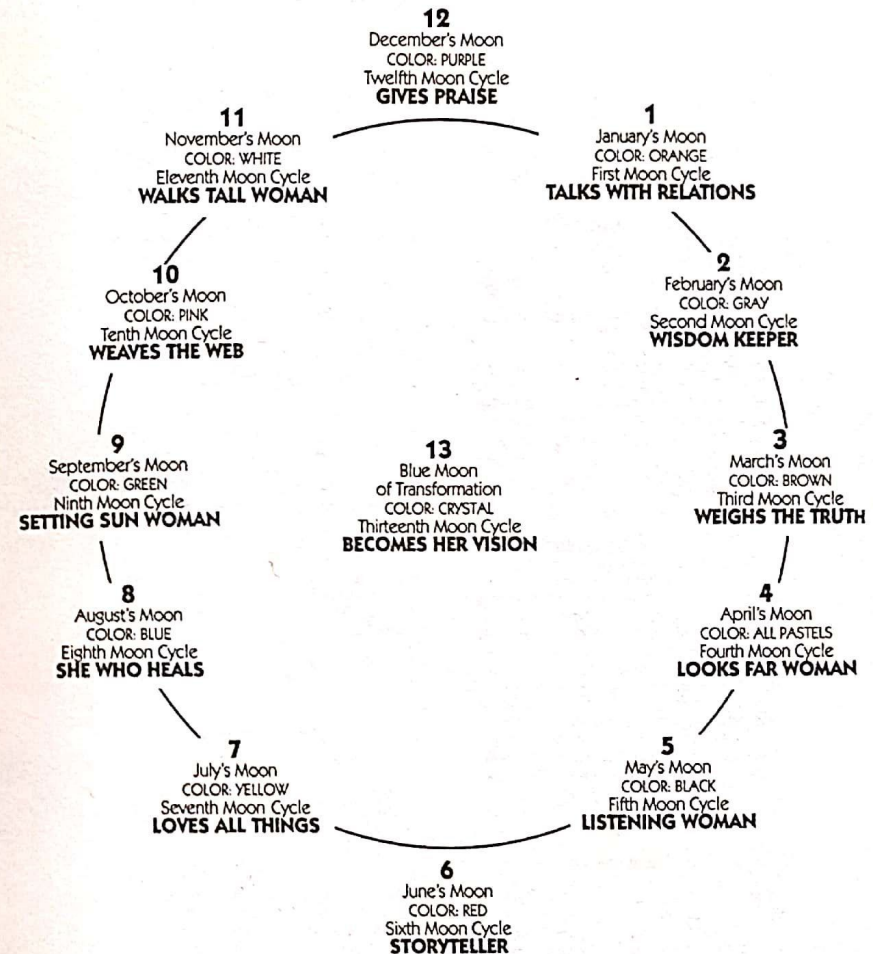 12
December's Moon
COLOR: PURPLE
Twelfth Moon Cycle
GIVES PRAISE
1
January's Moon
COLOR: ORANGE
First Moon Cycle
TALKS WITH RELATIONS
2
February's Moon
COLOR: GRAY
Second Moon Cycle
WISDOM KEEPER
3
March's Moon
COLOR: BROWN
Third Moon Cycle
WEIGHS THE TRUTH
4
April's Moon
COLOR: ALL PASTELS
Fourth Moon Cycle
LOOKS FAR WOMAN
5
May's Moon
COLOR: BLACK
Fifth Moon Cycle
LISTENING WOMAN
6
June's Moon
COLOR: RED
Sixth Moon Cycle
STORYTELLER
7
July's Moon
COLOR: YELLOW
Seventh Moon Cycle
LOVES ALL THINGS
8
August's Moon
COLOR: BLUE
Eighth Moon Cycle
SHE WHO HEALS
9
September's Moon
COLOR: GREEN
Ninth Moon Cycle
SETTING SUN WOMAN
10
October's Moon
COLOR: PINK
Tenth Moon Cycle
WEAVES THE WEB
11
November's Moon
COLOR: WHITE
Eleventh Moon Cycle
WALKS TALL WOMAN
13
Blue Moon
of Transformation
COLOR: CRYSTAL
Thirteenth Moon Cycle
BECOMES HER VISION